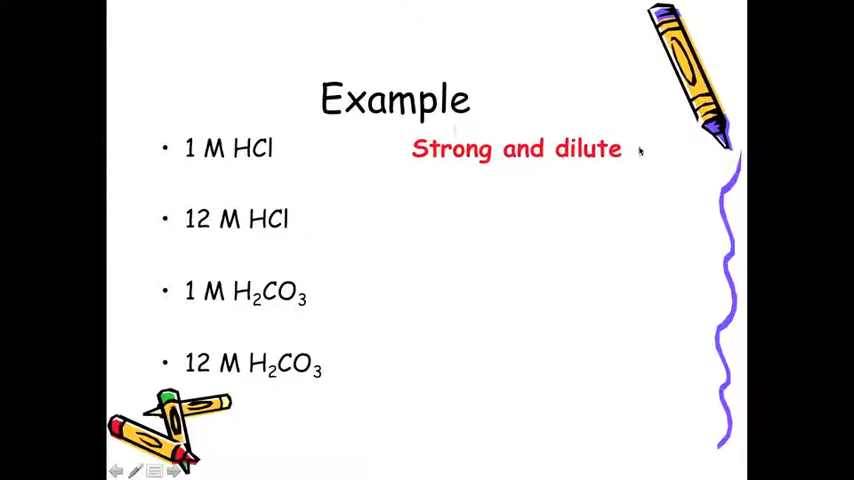 Example
• 1 M HCl Strong and dilute
• 12 M HCl
• 1 M H₂CO₃
• 12 M H₂CO₃